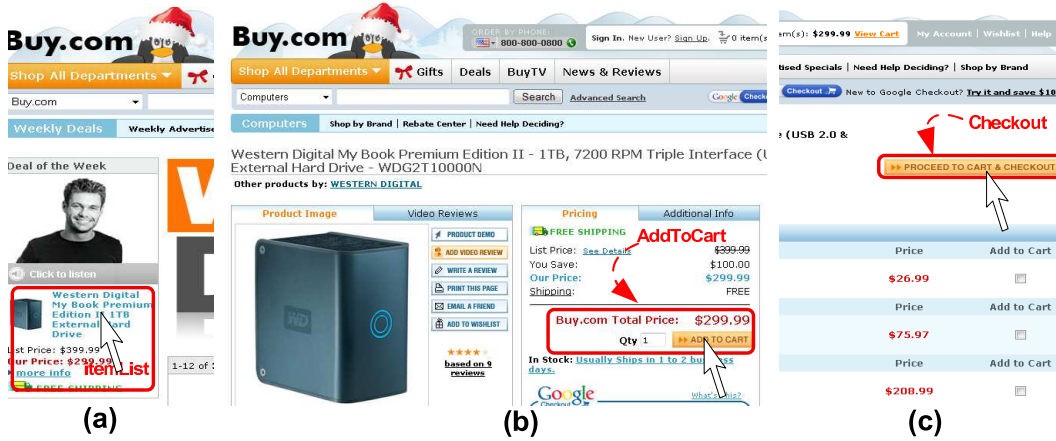 Buy.com
Shop All Departments
Buy.com
Weekly Deals Weekly Advertise
Deal of the Week
Click to listen
Western Digital
My Book Premium
Edition II 1TB
External Hard
Drive
List Price: $399.99
Our Price: $299.99
more info
itemList
FREE SHIPPING
1-12 of
(a)
Buy.com
ORDER BY PHONE:
800-800-0800
Sign In. New User? Sign Up.
0 item(s
Shop All Departments Gifts Deals BuyTV News & Reviews
Computers Search Advanced Search Google Check
Computers Shop by Brand | Rebate Center | Need Help Deciding?
Western Digital My Book Premium Edition II - 1TB, 7200 RPM Triple Interface (U
External Hard Drive - WDG2T10000N
Other products by: WESTERN DIGITAL
Product Image Video Reviews
PRODUCT DEMO
ADD VIDEO REVIEW
WRITE A REVIEW
PRINT THIS PAGE
EMAIL A FRIEND
ADD TO WISHLIST
based on 9
reviews
WD
Pricing Additional Info
FREE SHIPPING
AddToCart
List Price: See Details $399.99
You Save: $100.00
Our Price: $299.99
Shipping: FREE
Buy.com Total Price: $299.99
Qty 1 ADD TO CART
In Stock: Usually Ships in 1 to 2 business
days.
Google
Checkout
What's this?
(b)
em(s): $299.99 View Cart My Account | Wishlist | Help
tised Specials | Need Help Deciding? | Shop by Brand
Checkout New to Google Checkout? Try it and save $10
e (USB 2.0 &
Checkout
PROCEED TO CART & CHECKOUT
Price Add to Cart
$26.99
Price Add to Cart
$75.97
Price Add to Cart
$208.99
(c)